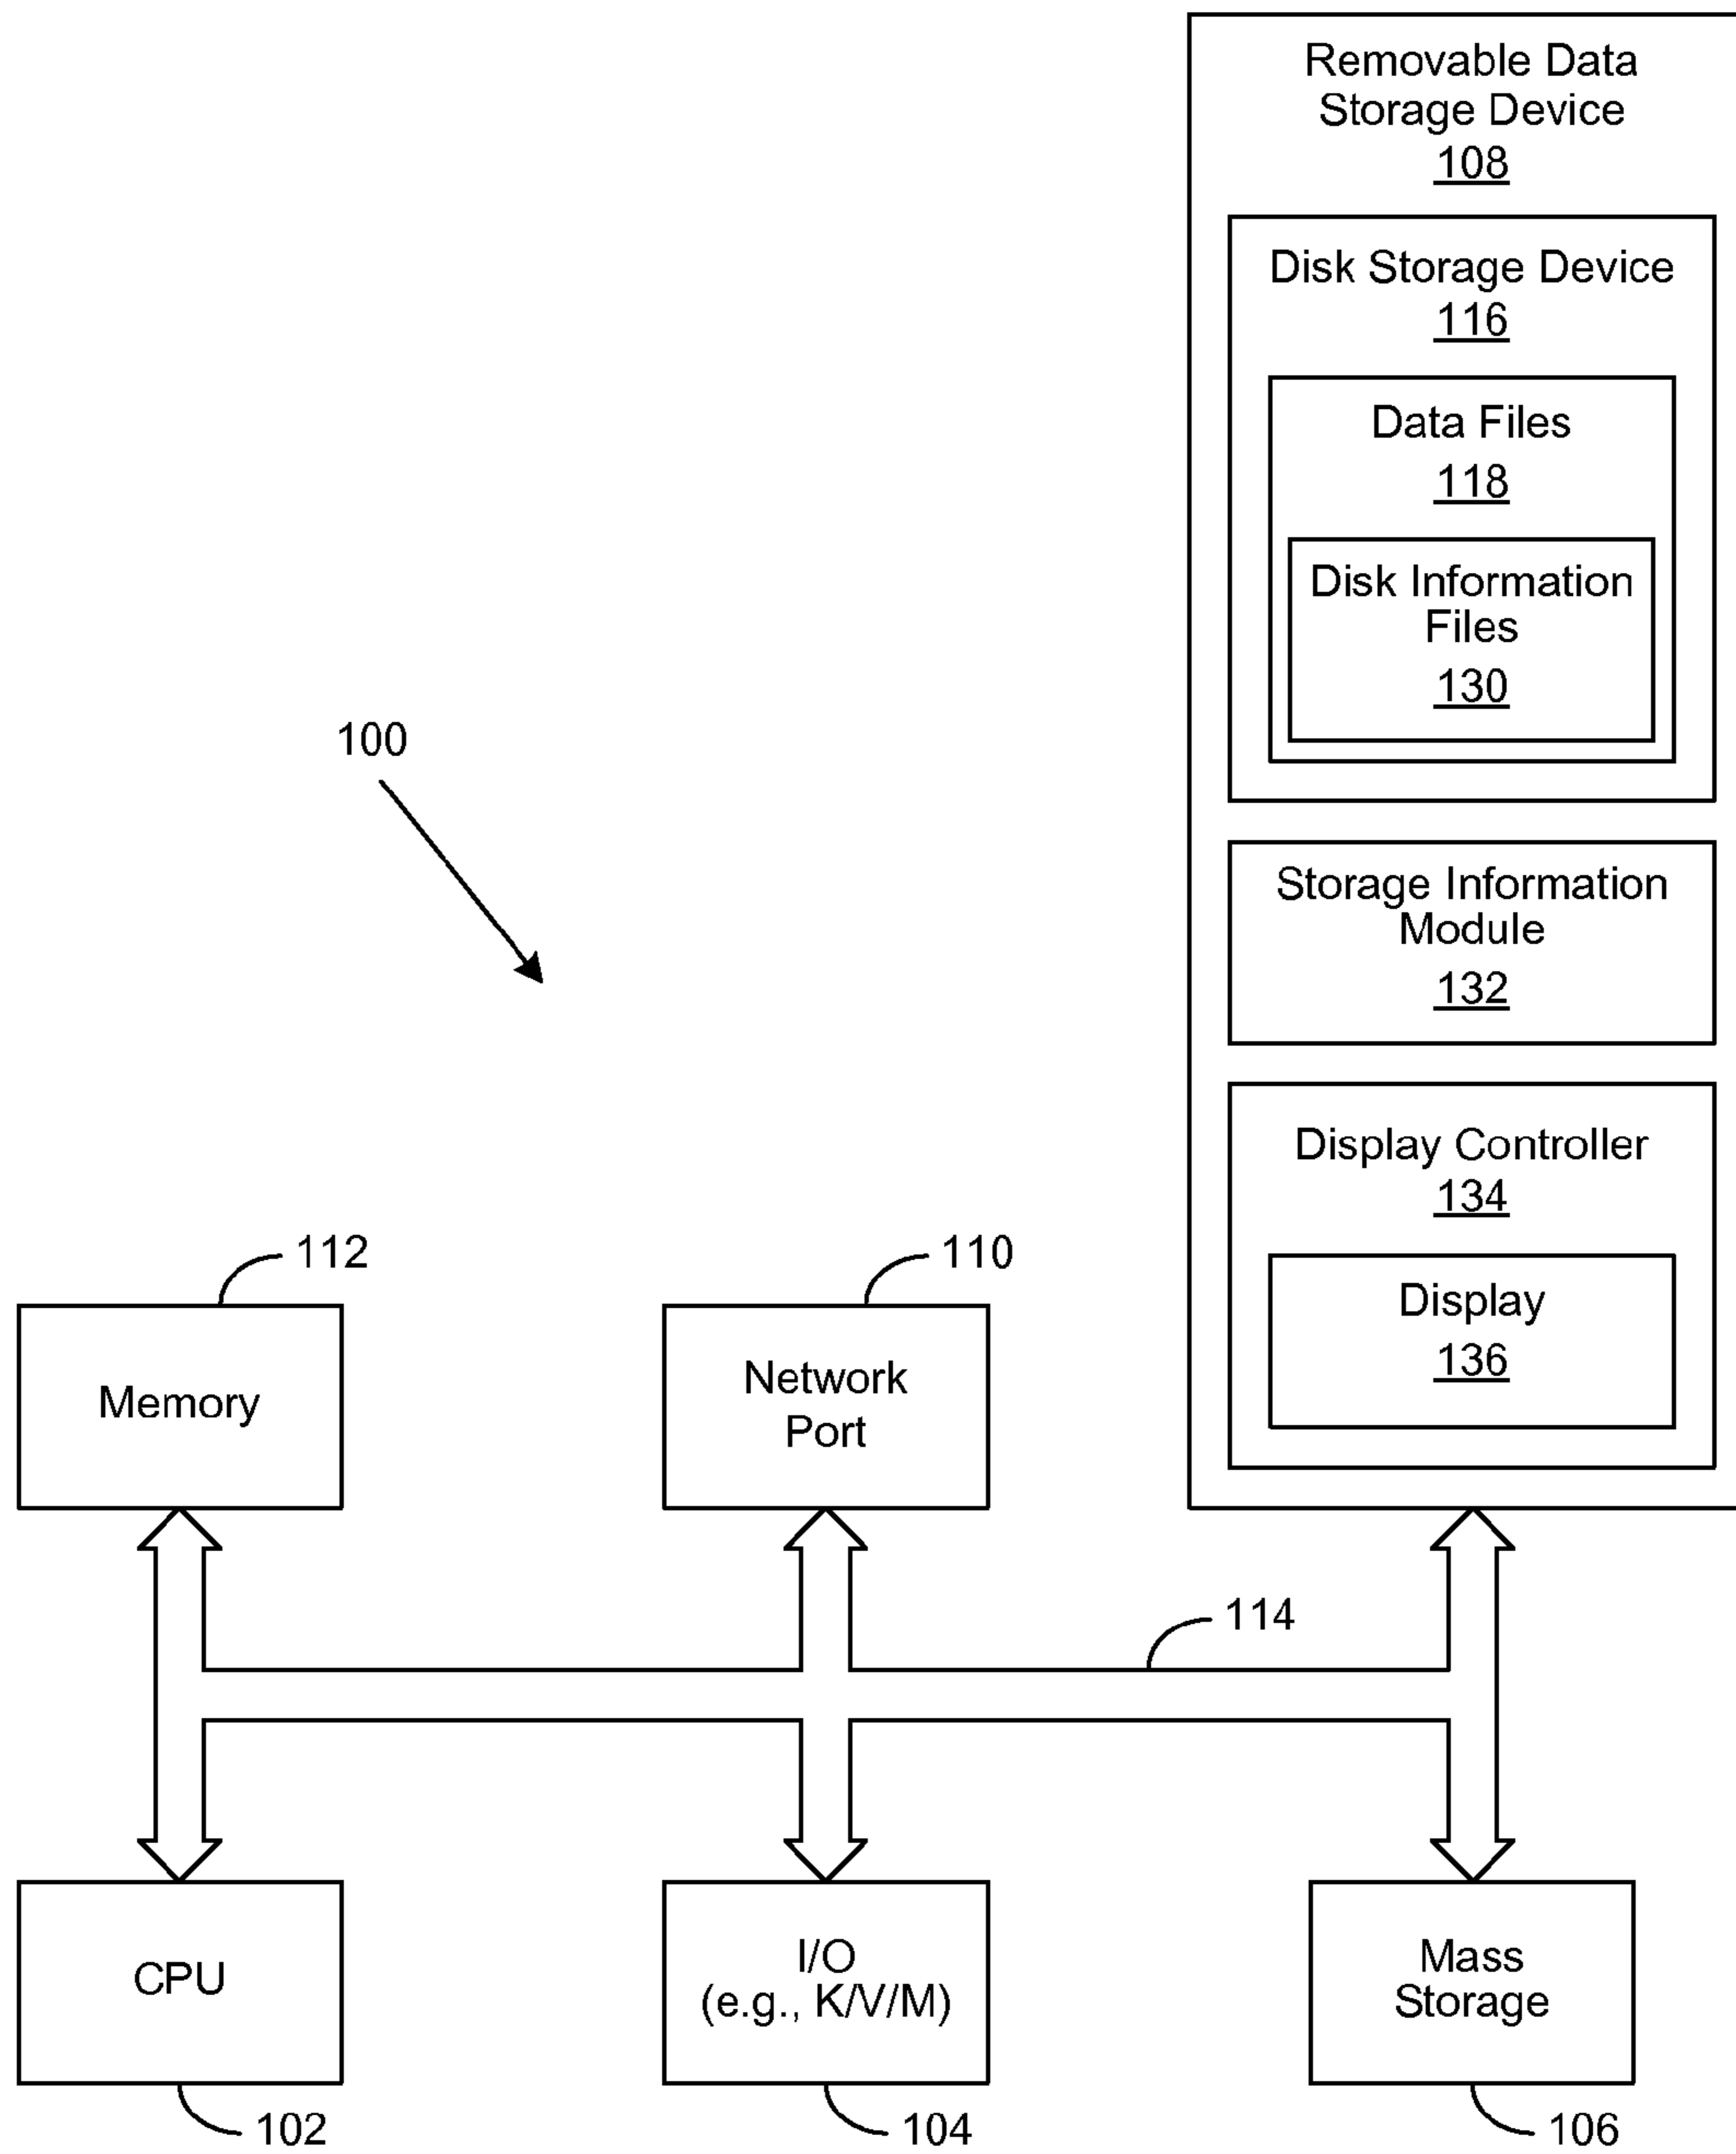 Removable Data
Storage Device
108
Disk Storage Device
116
Data Files
118
Disk Information
Files
130
100
Storage Information
Module
132
Display Controller
134
Display
136
112
Memory
110
Network
Port
114
CPU
102
I/O
(e.g., K/V/M)
104
Mass
Storage
106